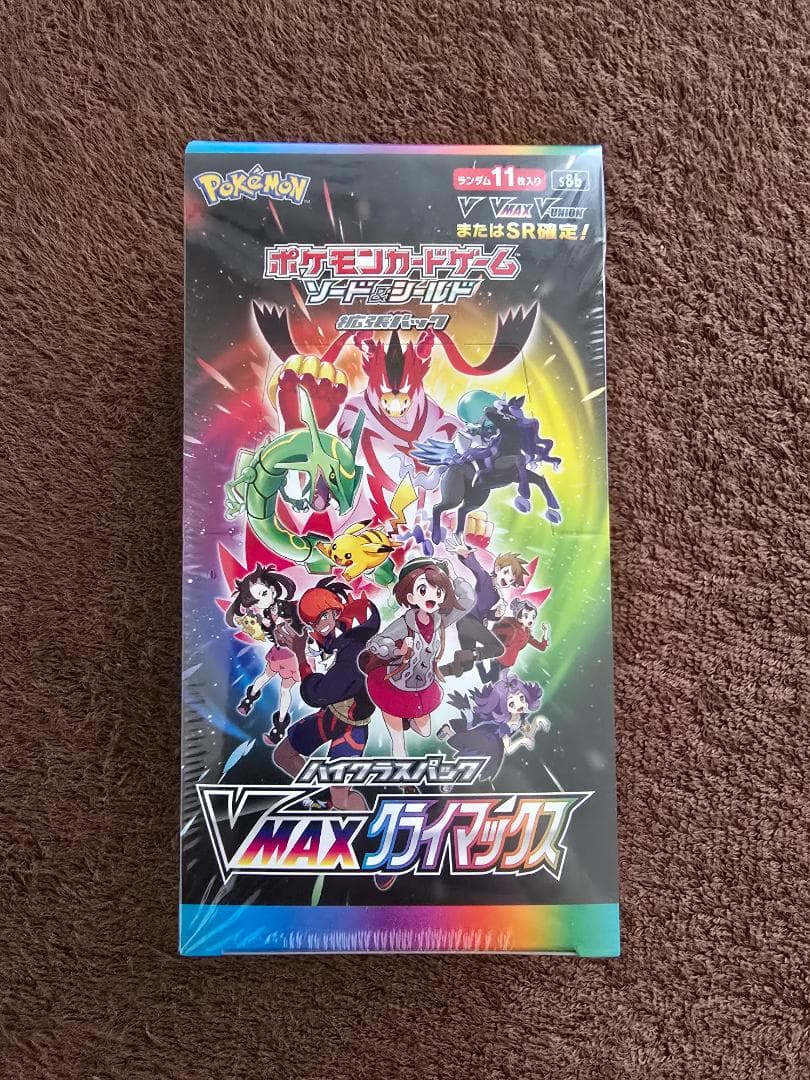 POKéMON
ランダム11枚入り s8b
V VMAX V-UNION
またはSR確定!
ポケモンカードゲーム
ソード&シールド
拡張パック
ハイクラスパック
VMAXクライマックス